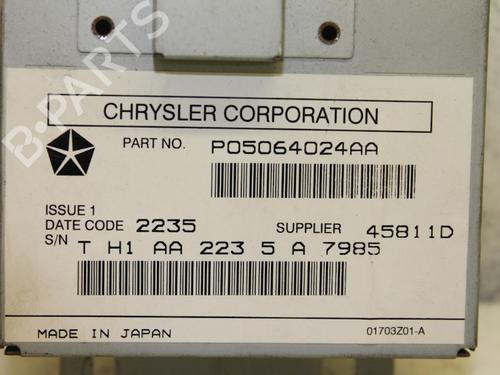 B-PARTS
CHRYSLER CORPORATION
PART NO. P05064024AA
ISSUE 1
DATE CODE 2235 SUPPLIER 45811D
S/N T H1 AA 223 5 A 7985
MADE IN JAPAN 01703Z01-A